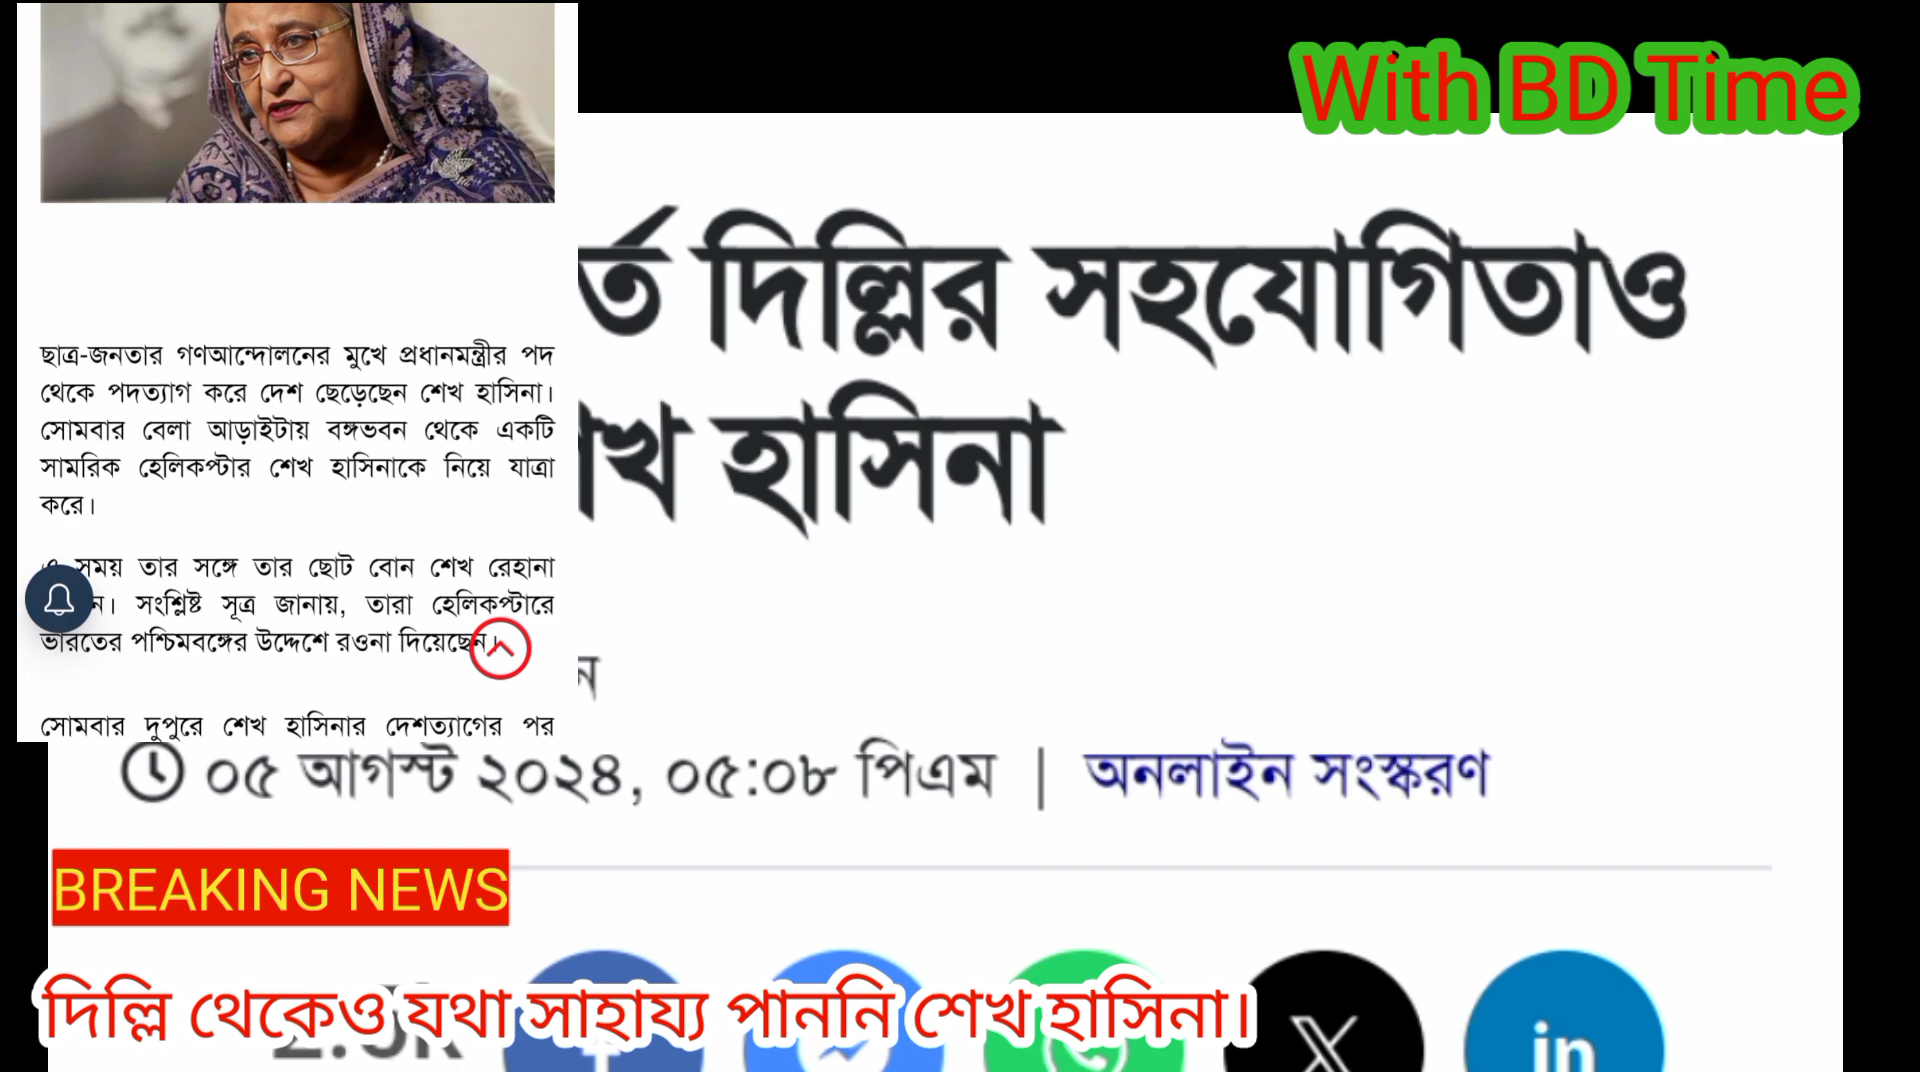 With BD Time
র্ত দিল্লির সহযোগিতাও
খ হাসিনা
ছাত্র-জনতার গণআন্দোলনের মুখে প্রধানমন্ত্রীর পদ
থেকে পদত্যাগ করে দেশ ছেড়েছেন শেখ হাসিনা।
সোমবার বেলা আড়াইটায় বঙ্গভবন থেকে একটি
সামরিক হেলিকপ্টার শেখ হাসিনাকে নিয়ে যাত্রা
করে।
সময় তার সঙ্গে তার ছোট বোন শেখ রেহানা
ন। সংশ্লিষ্ট সূত্র জানায়, তারা হেলিকপ্টারে
ভারতের পশ্চিমবঙ্গের উদ্দেশে রওনা দিয়েছেন।
ন
সোমবার দুপুরে শেখ হাসিনার দেশত্যাগের পর
০৫ আগস্ট ২০২৪, ০৫:০৮ পিএম | অনলাইন সংস্করণ
BREAKING NEWS
দিল্লি থেকেও যথা সাহায্য পাননি শেখ হাসিনা।